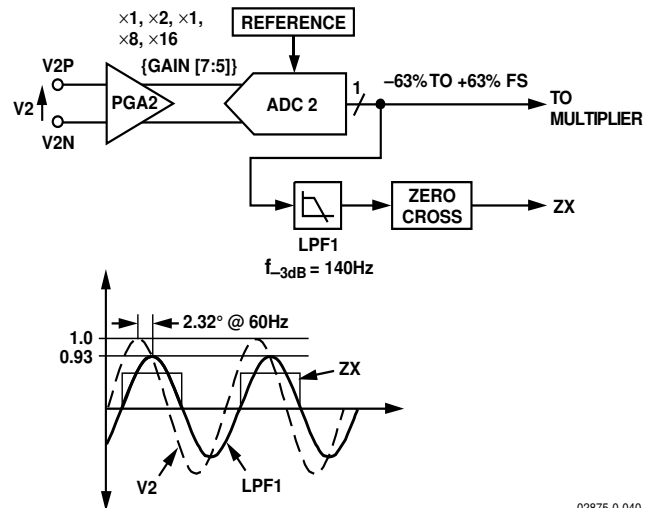 ×1, ×2, ×1,
×8, ×16
REFERENCE
V2P
{GAIN [7:5]}
V2
PGA2
ADC 2
1
–63% TO +63% FS
TO
MULTIPLIER
V2N
ZERO
CROSS
ZX
LPF1
f–3dB = 140Hz
2.32° @ 60Hz
1.0
0.93
ZX
V2
LPF1
02875-0-040